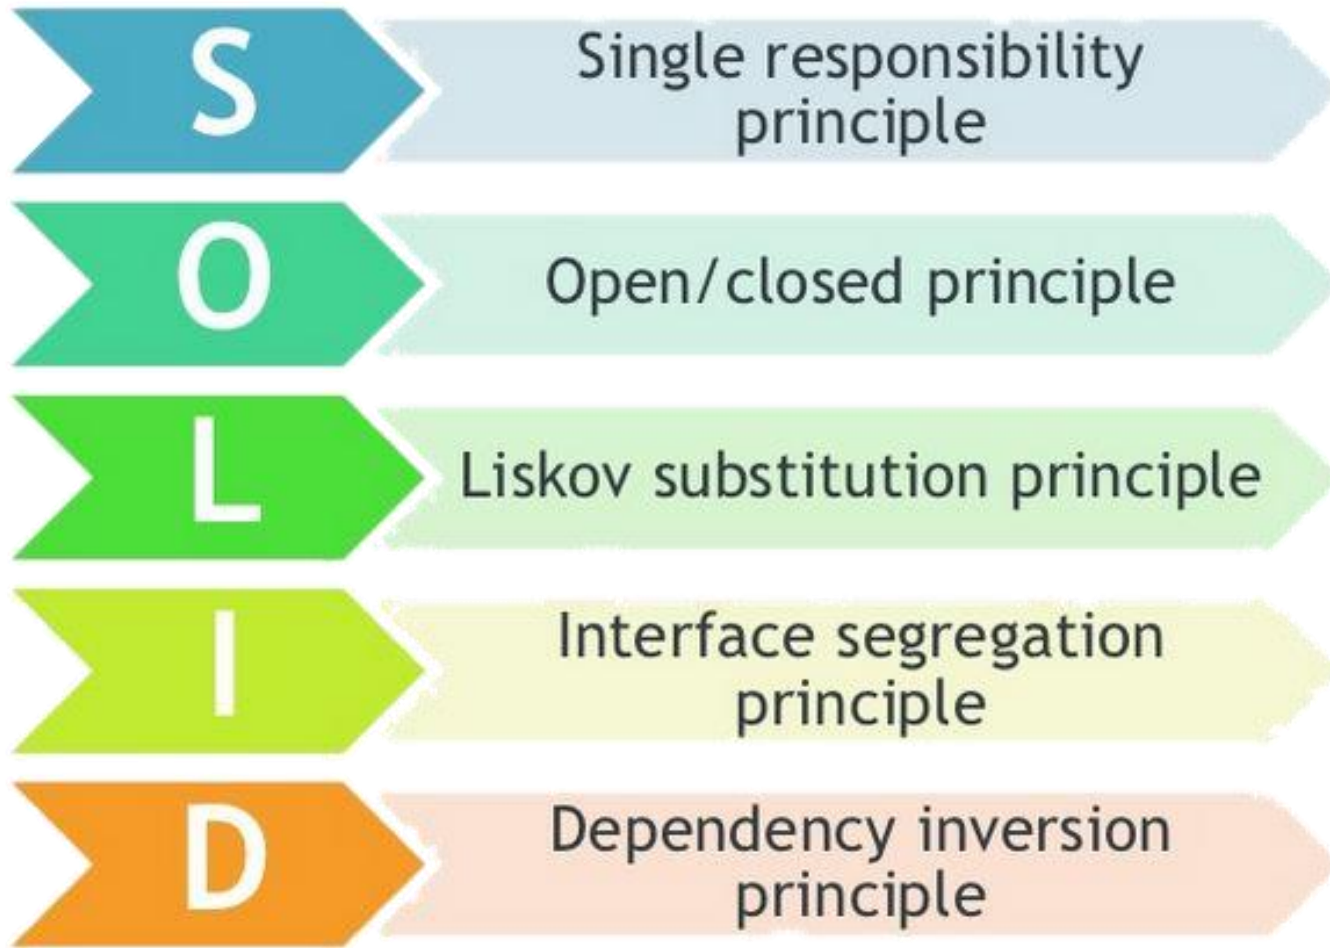 S
Single responsibility
principle
O
Open/closed principle
L
Liskov substitution principle
I
Interface segregation
principle
D
Dependency inversion
principle